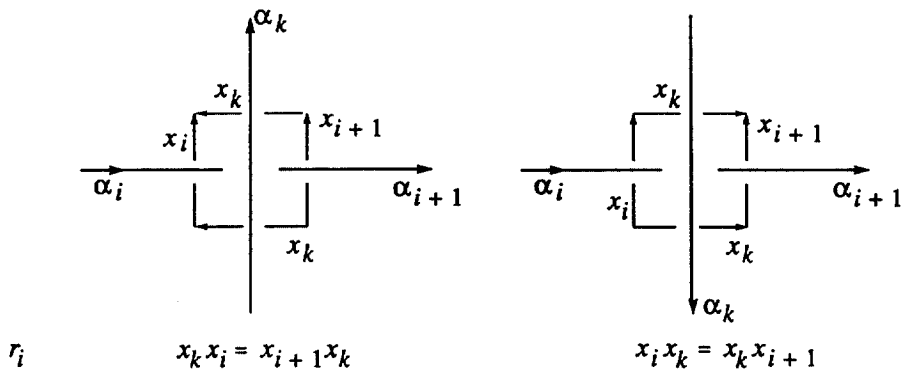 α_k α_k
x_k x_k
x_i x_{i+1} x_{i+1}
α_i α_{i+1} α_i α_{i+1}
x_i
x_k x_k
r_i x_k x_i = x_{i+1} x_k x_i x_k = x_k x_{i+1}